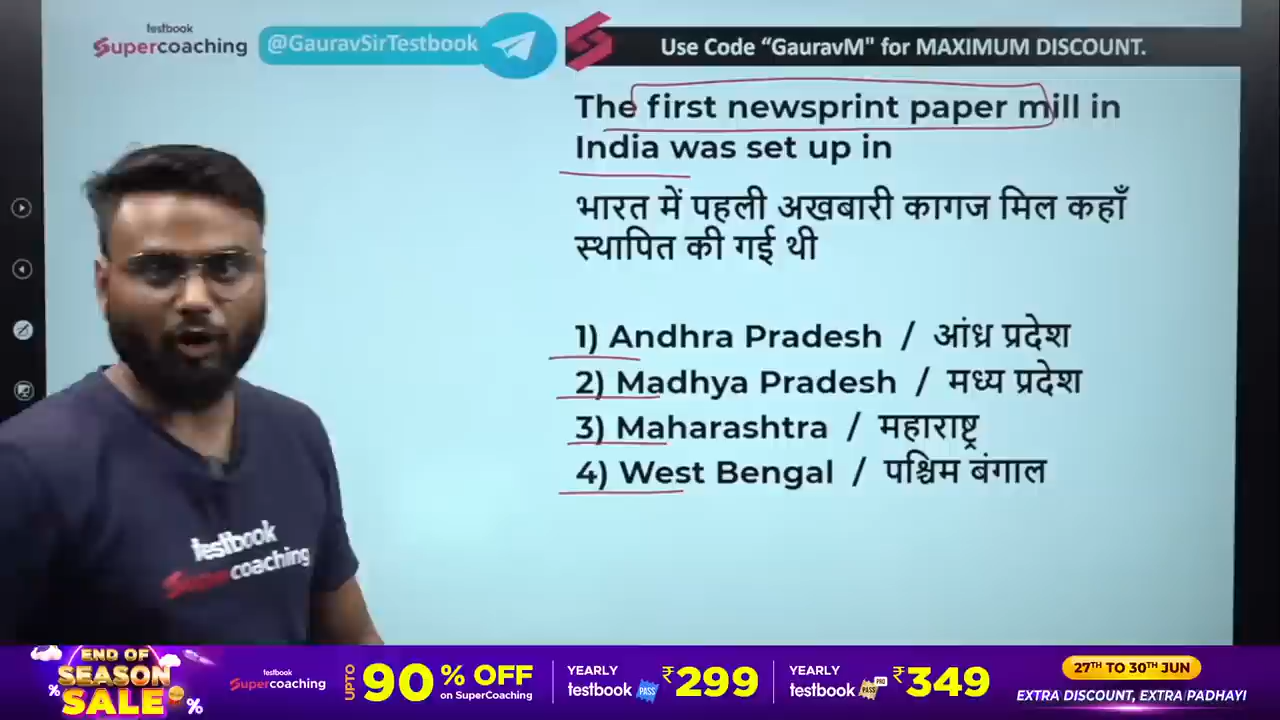 testbook
Supercoaching
@GauravSirTestbook
Use Code “GauravM" for MAXIMUM DISCOUNT.
The first newsprint paper mill in
India was set up in
भारत में पहली अखबारी कागज मिल कहाँ
स्थापित की गई थी
1) Andhra Pradesh / आंध्र प्रदेश
2) Madhya Pradesh / मध्य प्रदेश
3) Maharashtra / महाराष्ट्र
4) West Bengal / पश्चिम बंगाल
testbook
Supercoaching
END OF
SEASON
SALE
testbook
Supercoaching
UPTO 90% OFF
on SuperCoaching
YEARLY
testbook PASS ₹299
YEARLY
testbook PASS PRO ₹349
27TH TO 30TH JUN
EXTRA DISCOUNT, EXTRA PADHAYI